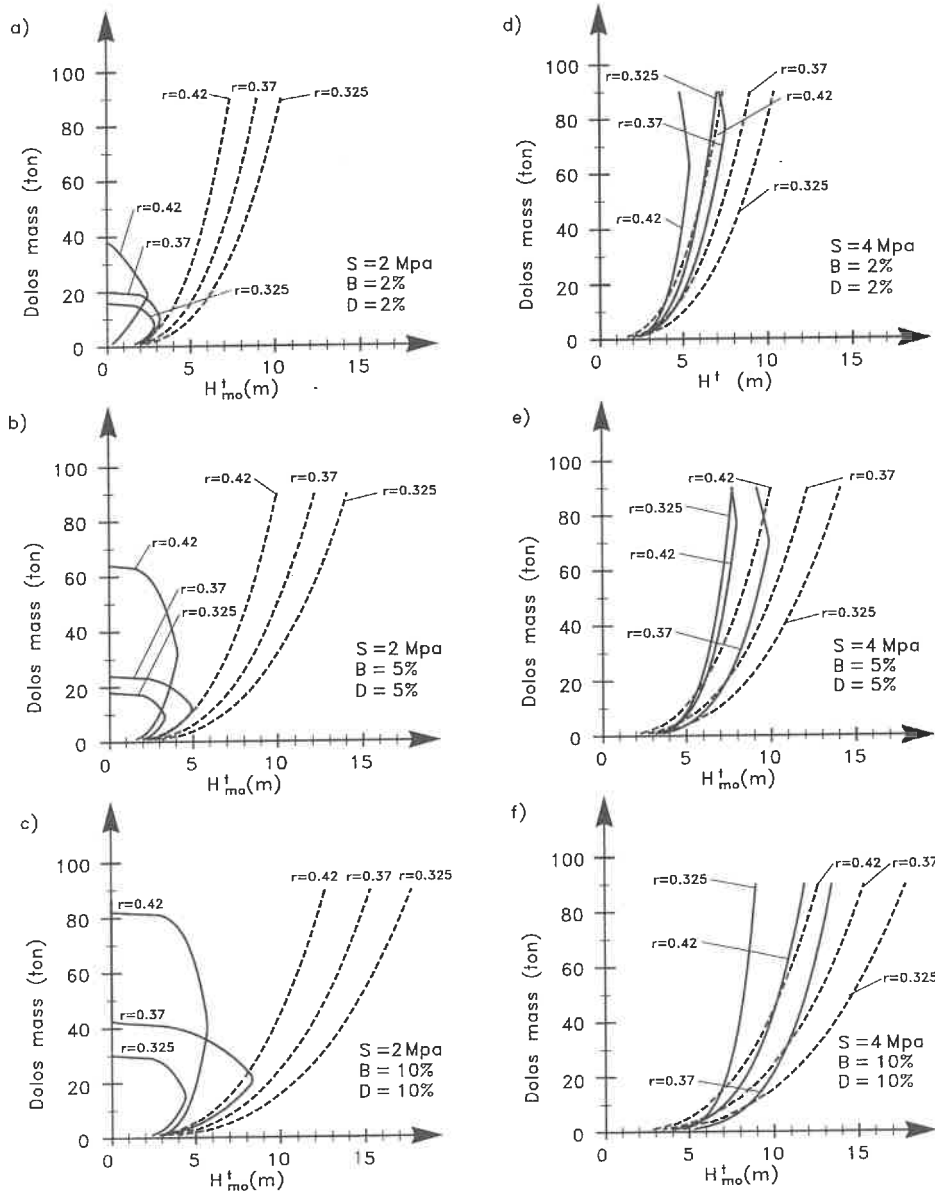 a)
Dolos mass (ton)
100
80
60
40
20
0
r=0.42
r=0.37
r=0.325
r=0.42
r=0.37
r=0.325
S = 2 Mpa
B = 2%
D = 2%
0 5 10 15
H^t_mo (m)
d)
Dolos mass (ton)
100
80
60
40
20
0
r=0.325
r=0.37
r=0.42
r=0.37
r=0.325
r=0.42
S = 4 Mpa
B = 2%
D = 2%
0 5 10 15
H^t (m)
b)
Dolos mass (ton)
100
80
60
40
20
0
r=0.42
r=0.37
r=0.325
r=0.42
r=0.37
r=0.325
S = 2 Mpa
B = 5%
D = 5%
0 5 10 15
H^t_mo (m)
e)
Dolos mass (ton)
100
80
60
40
20
0
r=0.42
r=0.37
r=0.325
r=0.42
r=0.37
r=0.325
S = 4 Mpa
B = 5%
D = 5%
0 5 10 15
H^t_mo (m)
c)
Dolos mass (ton)
100
80
60
40
20
0
r=0.42
r=0.37
r=0.325
r=0.42
r=0.37
r=0.325
S = 2 Mpa
B = 10%
D = 10%
0 5 10 15
H^t_mo (m)
f)
Dolos mass (ton)
100
80
60
40
20
0
r=0.42
r=0.37
r=0.325
r=0.42
r=0.325
r=0.37
S = 4 Mpa
B = 10%
D = 10%
0 5 10 15
H^t_mo (m)